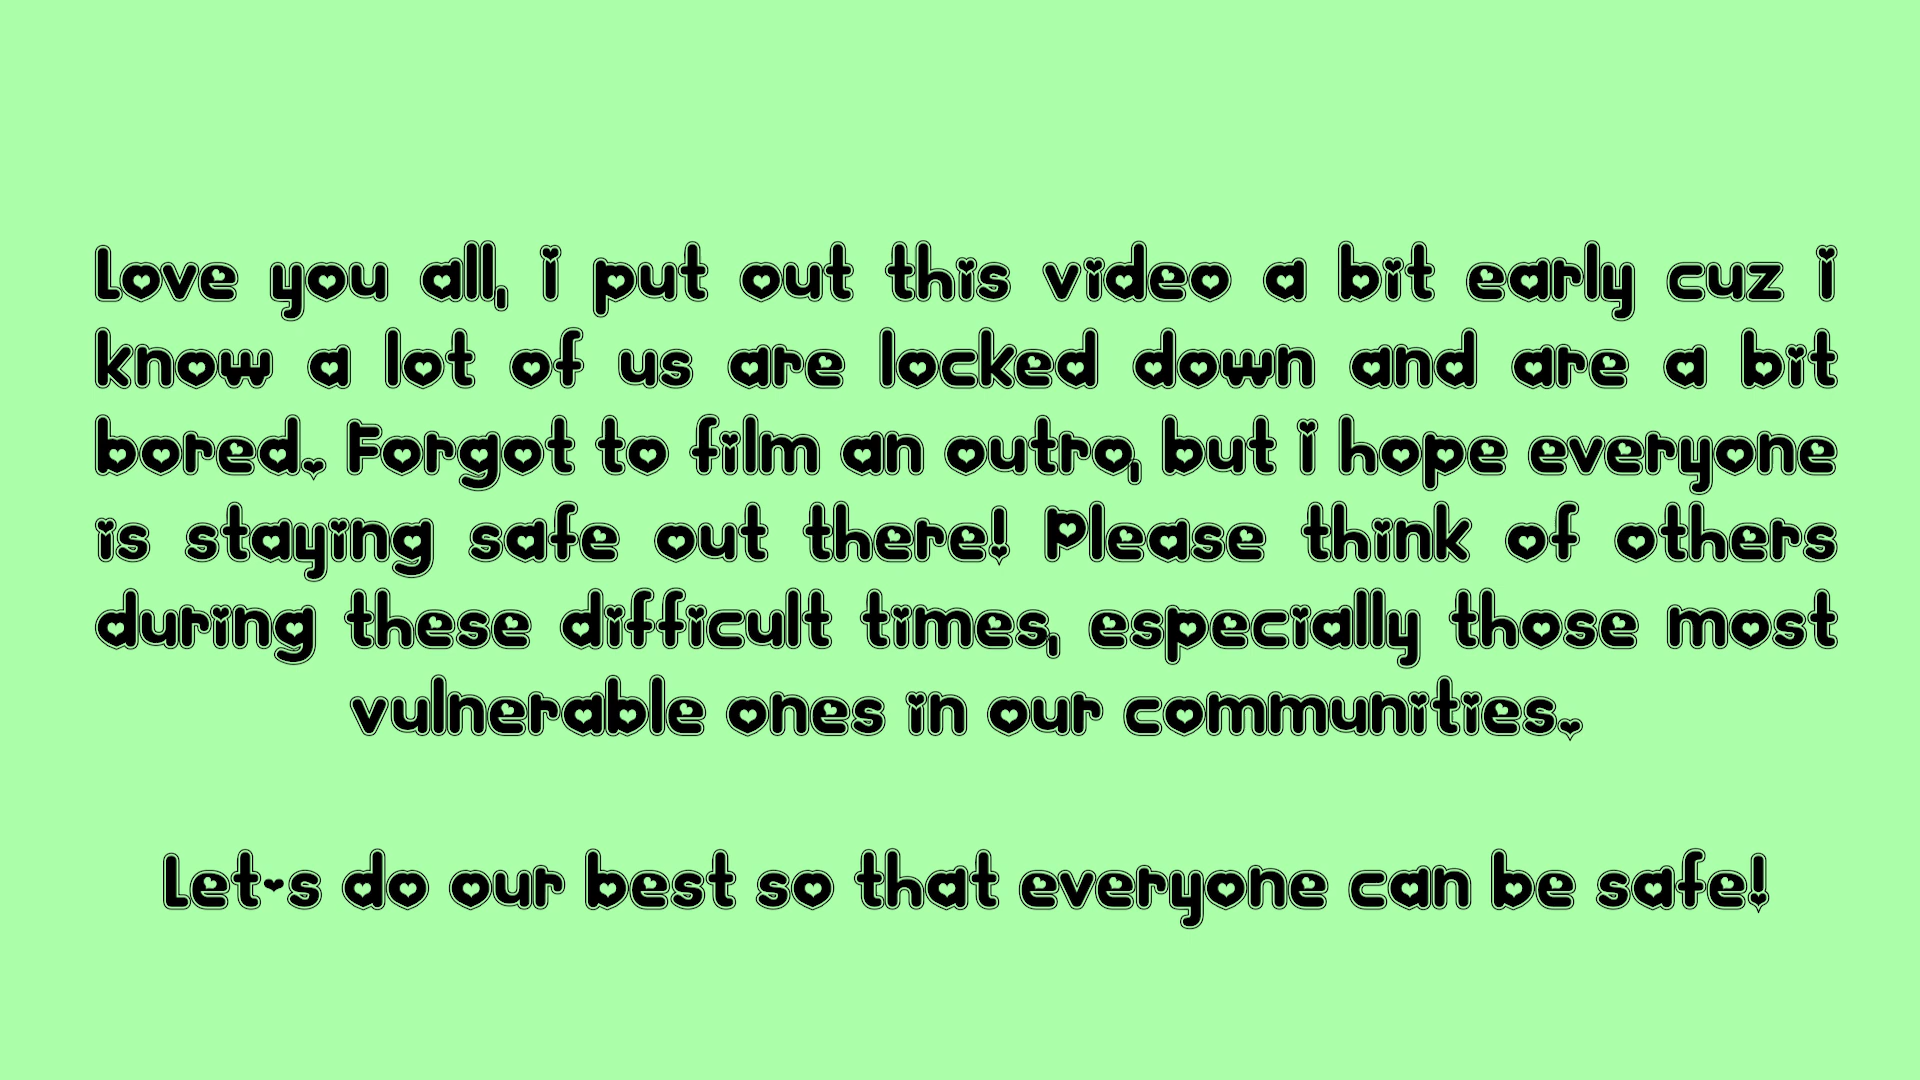 Love you all, I put out this video a bit early cuz I
know a lot of us are locked down and are a bit
bored. Forgot to film an outro, but I hope everyone
is staying safe out there! Please think of others
during these difficult times, especially those most
vulnerable ones in our communities.
Let's do our best so that everyone can be safe!